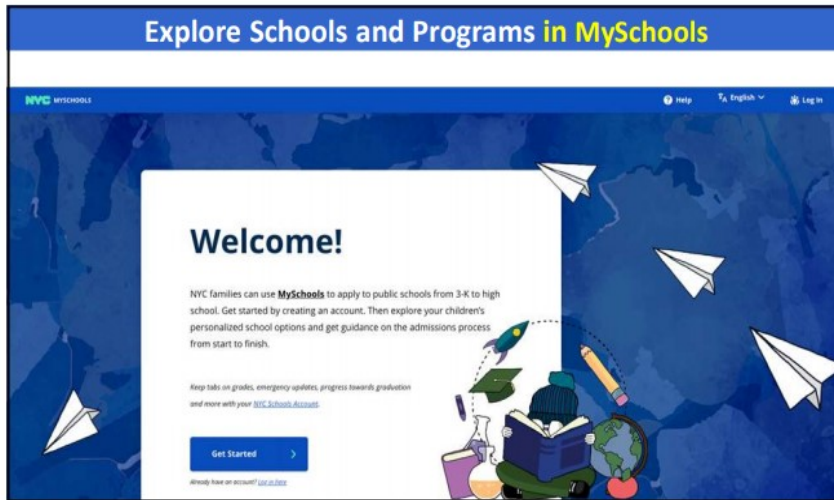 Explore Schools and Programs in MySchools
NYC MYSCHOOLS
Help
English
Log In
Welcome!
NYC families can use MySchools to apply to public schools from 3-K to high
school. Get started by creating an account. Then explore your children's
personalized school options and get guidance on the admissions process
from start to finish.
Keep tabs on grades, emergency updates, progress towards graduation
and more with your NYC Schools Account.
Get Started
Already have an account? Log in here